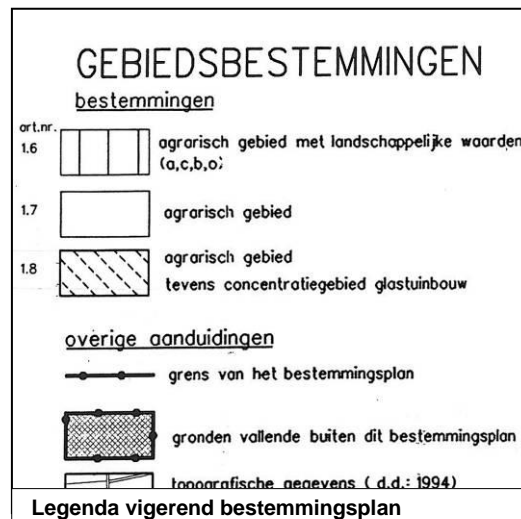 GEBIEDSBESTEMMINGEN
bestemmingen
art.nr.
1.6 agrarisch gebied met landschappelijke waarden
(a,c,b,o)
1.7 agrarisch gebied
1.8 agrarisch gebied
tevens concentratiegebied glastuinbouw
overige aanduidingen
grens van het bestemmingsplan
gronden vallende buiten dit bestemmingsplan
topografische gegevens ( d.d.: 1994)
Legenda vigerend bestemmingsplan